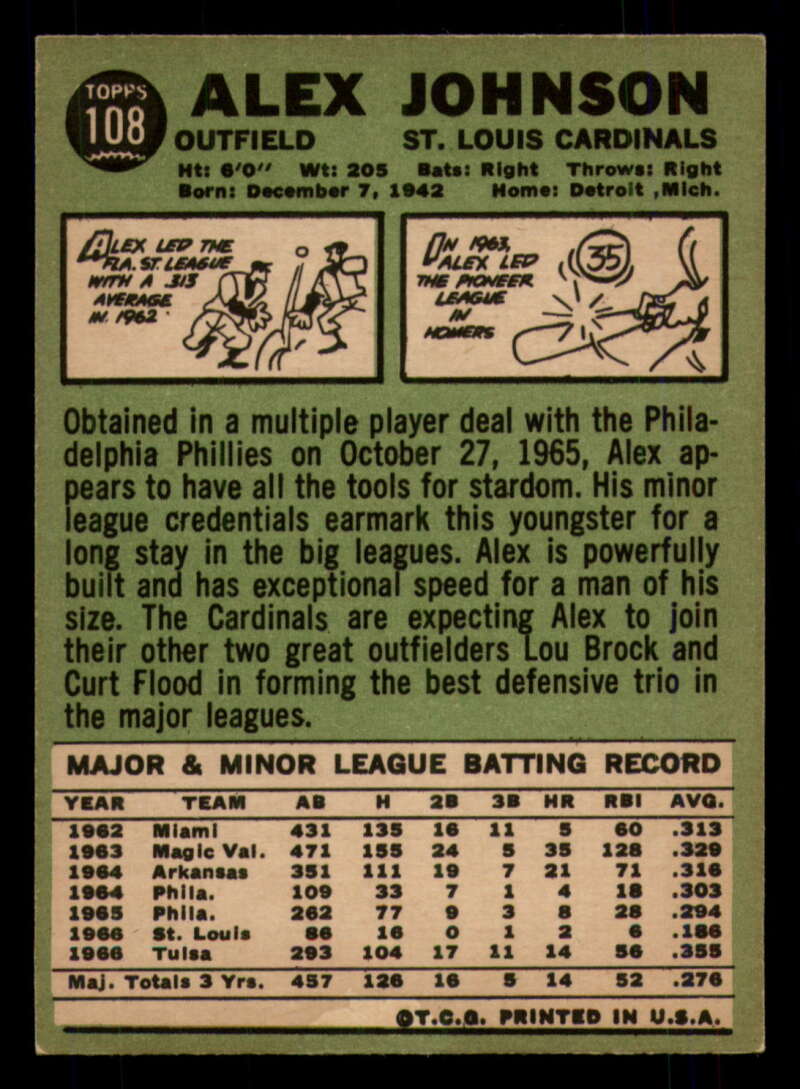 TOPPS
108
ALEX JOHNSON
OUTFIELD ST. LOUIS CARDINALS
Ht: 6'0" Wt: 205 Bats: Right Throws: Right
Born: December 7, 1942 Home: Detroit ,Mich.
ALEX LED THE
FLA. ST. LEAGUE
WITH A .313
AVERAGE
IN 1962
IN 1963,
ALEX LED
THE PIONEER
LEAGUE
IN
HOMERS
35
Obtained in a multiple player deal with the Phila-
delphia Phillies on October 27, 1965, Alex ap-
pears to have all the tools for stardom. His minor
league credentials earmark this youngster for a
long stay in the big leagues. Alex is powerfully
built and has exceptional speed for a man of his
size. The Cardinals are expecting Alex to join
their other two great outfielders Lou Brock and
Curt Flood in forming the best defensive trio in
the major leagues.
MAJOR & MINOR LEAGUE BATTING RECORD
YEAR TEAM AB H 2B 3B HR RBI AVG.
1962 Miami 431 135 16 11 5 60 .313
1963 Magic Val. 471 155 24 5 35 128 .329
1964 Arkansas 351 111 19 7 21 71 .316
1964 Phila. 109 33 7 1 4 18 .303
1965 Phila. 262 77 9 3 8 28 .294
1966 St. Louis 86 16 0 1 2 6 .186
1966 Tulsa 293 104 17 11 14 56 .355
Maj. Totals 3 Yrs. 457 126 16 5 14 52 .276
©T.C.G. PRINTED IN U.S.A.